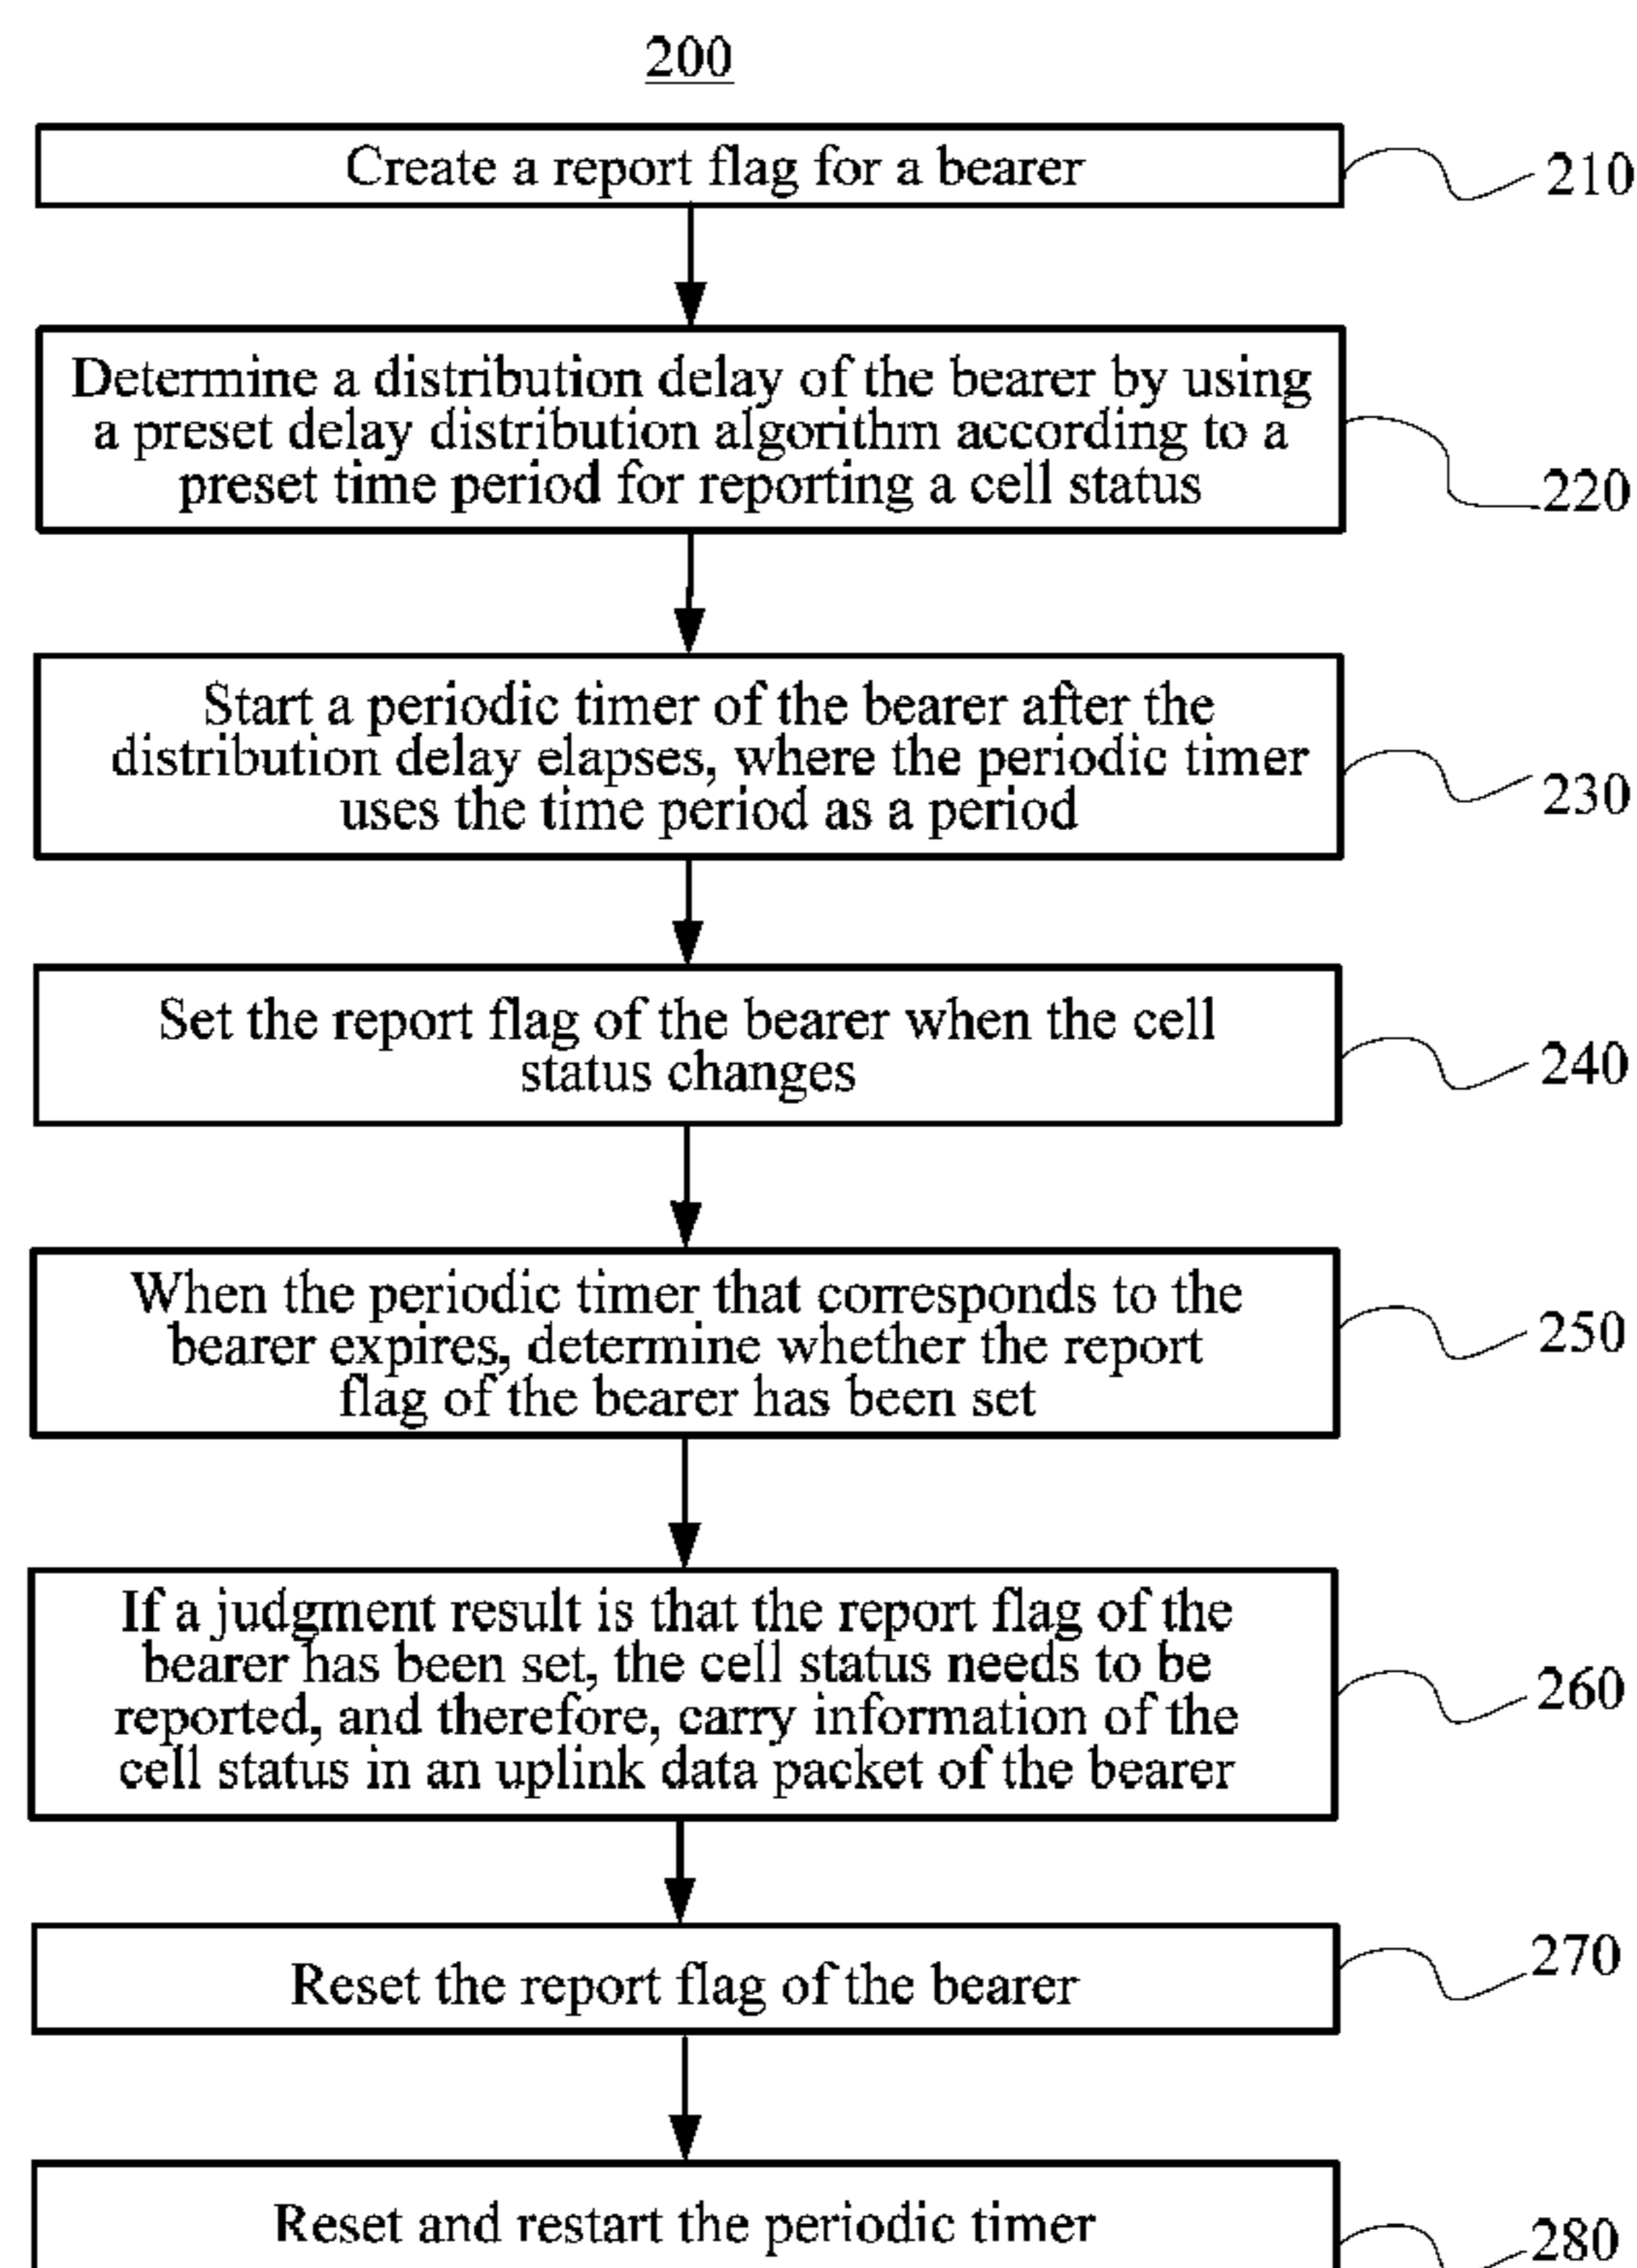 200
Create a report flag for a bearer
210
Determine a distribution delay of the bearer by using
a preset delay distribution algorithm according to a
preset time period for reporting a cell status
220
Start a periodic timer of the bearer after the
distribution delay elapses, where the periodic timer
uses the time period as a period
230
Set the report flag of the bearer when the cell
status changes
240
When the periodic timer that corresponds to the
bearer expires, determine whether the report
flag of the bearer has been set
250
If a judgment result is that the report flag of the
bearer has been set, the cell status needs to be
reported, and therefore, carry information of the
cell status in an uplink data packet of the bearer
260
Reset the report flag of the bearer
270
Reset and restart the periodic timer
280